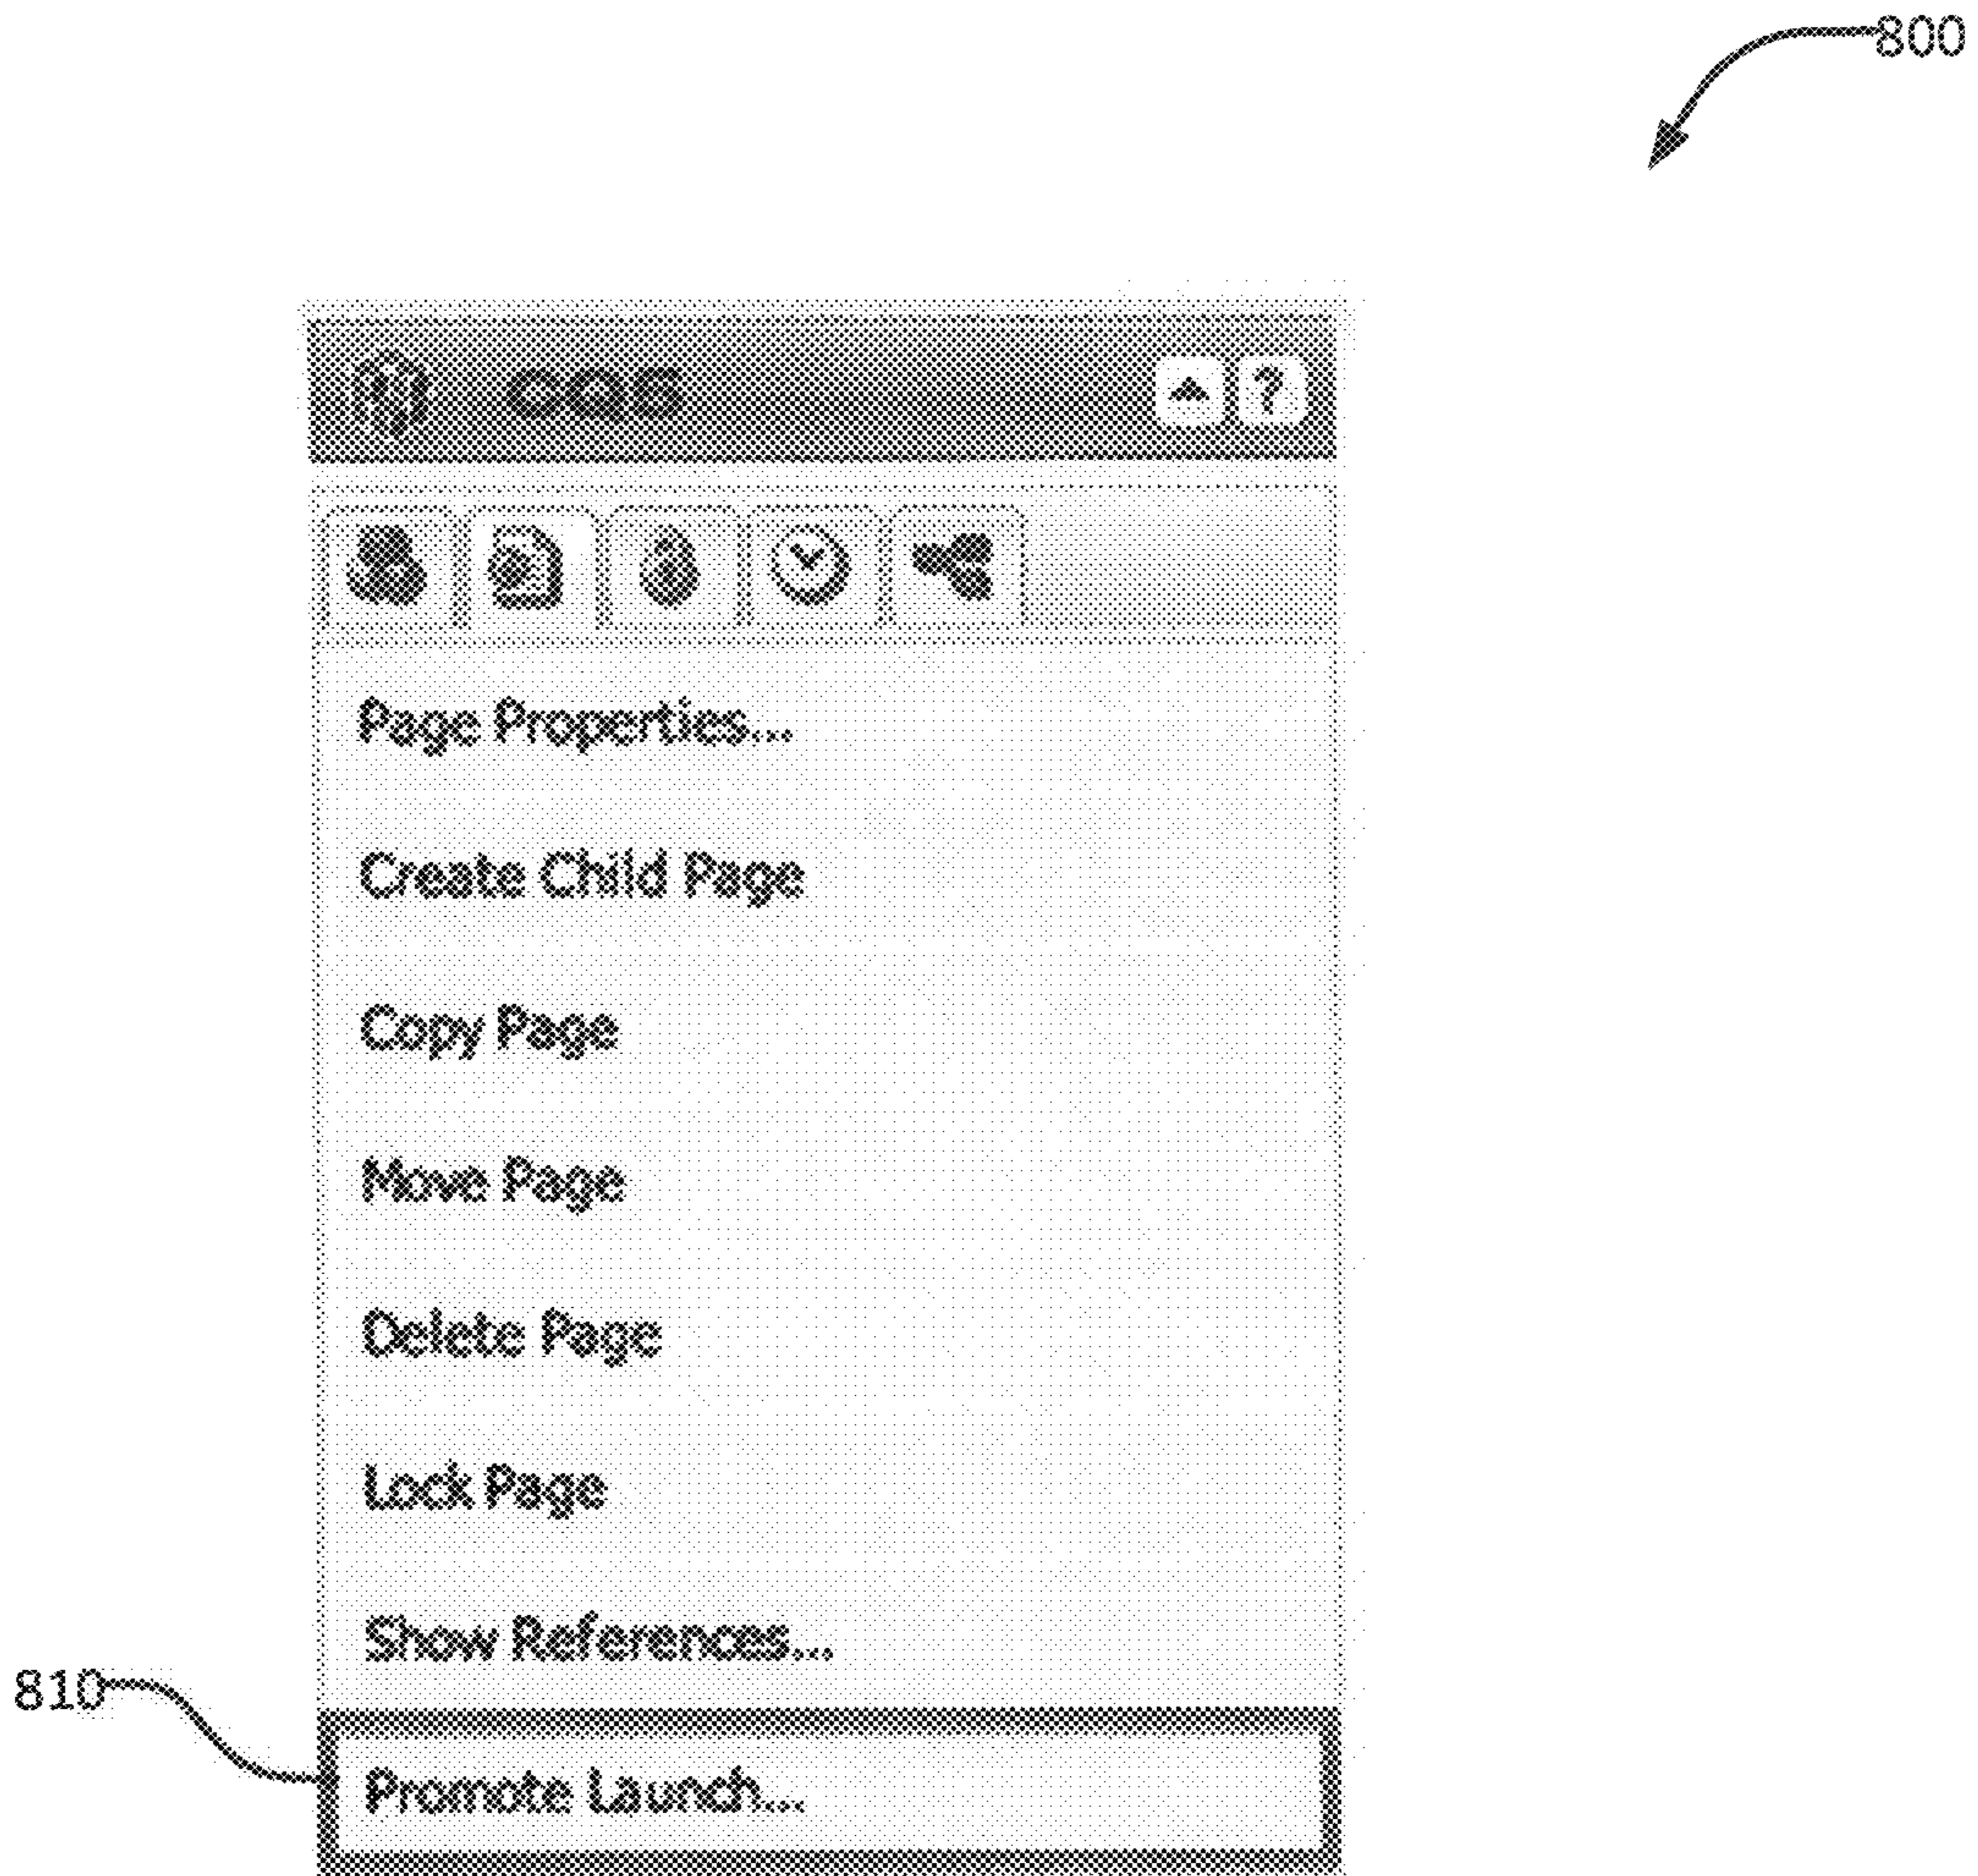 800
CQ5
?
Page Properties...
Create Child Page
Copy Page
Move Page
Delete Page
Lock Page
Show References...
810
Promote Launch...